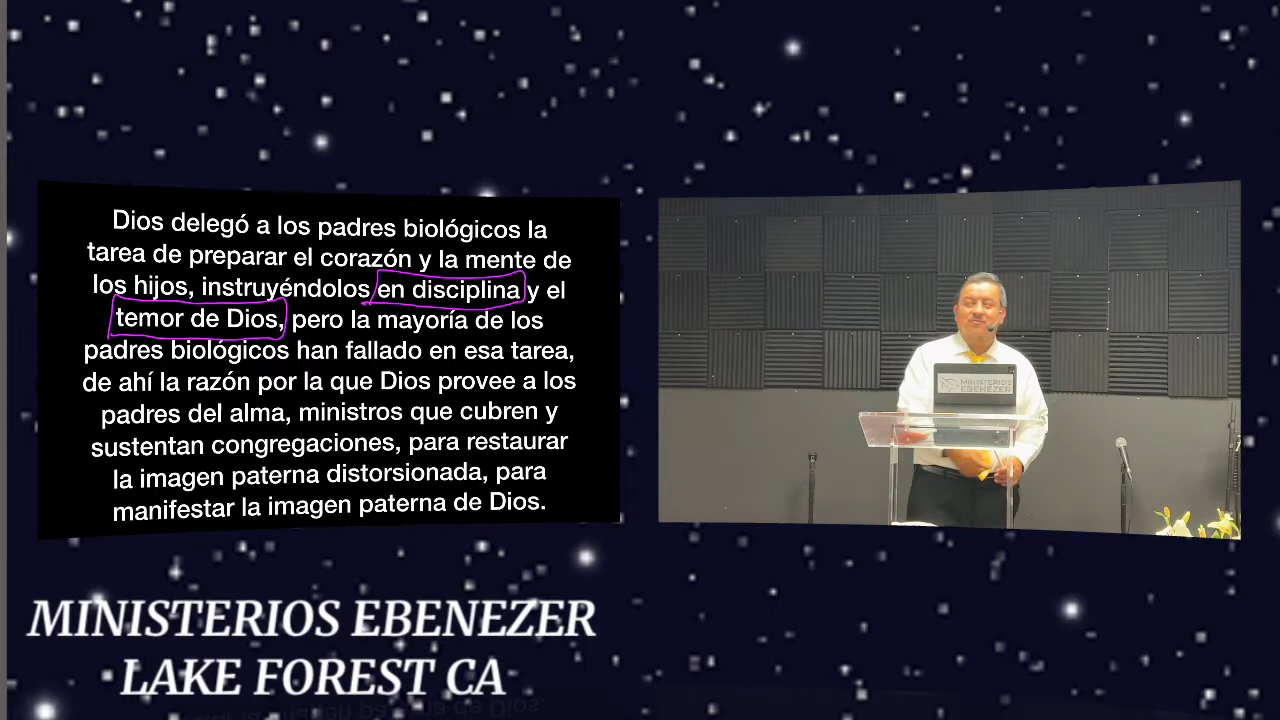 Dios delegó a los padres biológicos la
tarea de preparar el corazón y la mente de
los hijos, instruyéndolos en disciplina y el
temor de Dios, pero la mayoría de los
padres biológicos han fallado en esa tarea,
de ahí la razón por la que Dios provee a los
padres del alma, ministros que cubren y
sustentan congregaciones, para restaurar
la imagen paterna distorsionada, para
manifestar la imagen paterna de Dios.
MINISTERIOS
EBENEZER
MINISTERIOS EBENEZER
LAKE FOREST CA